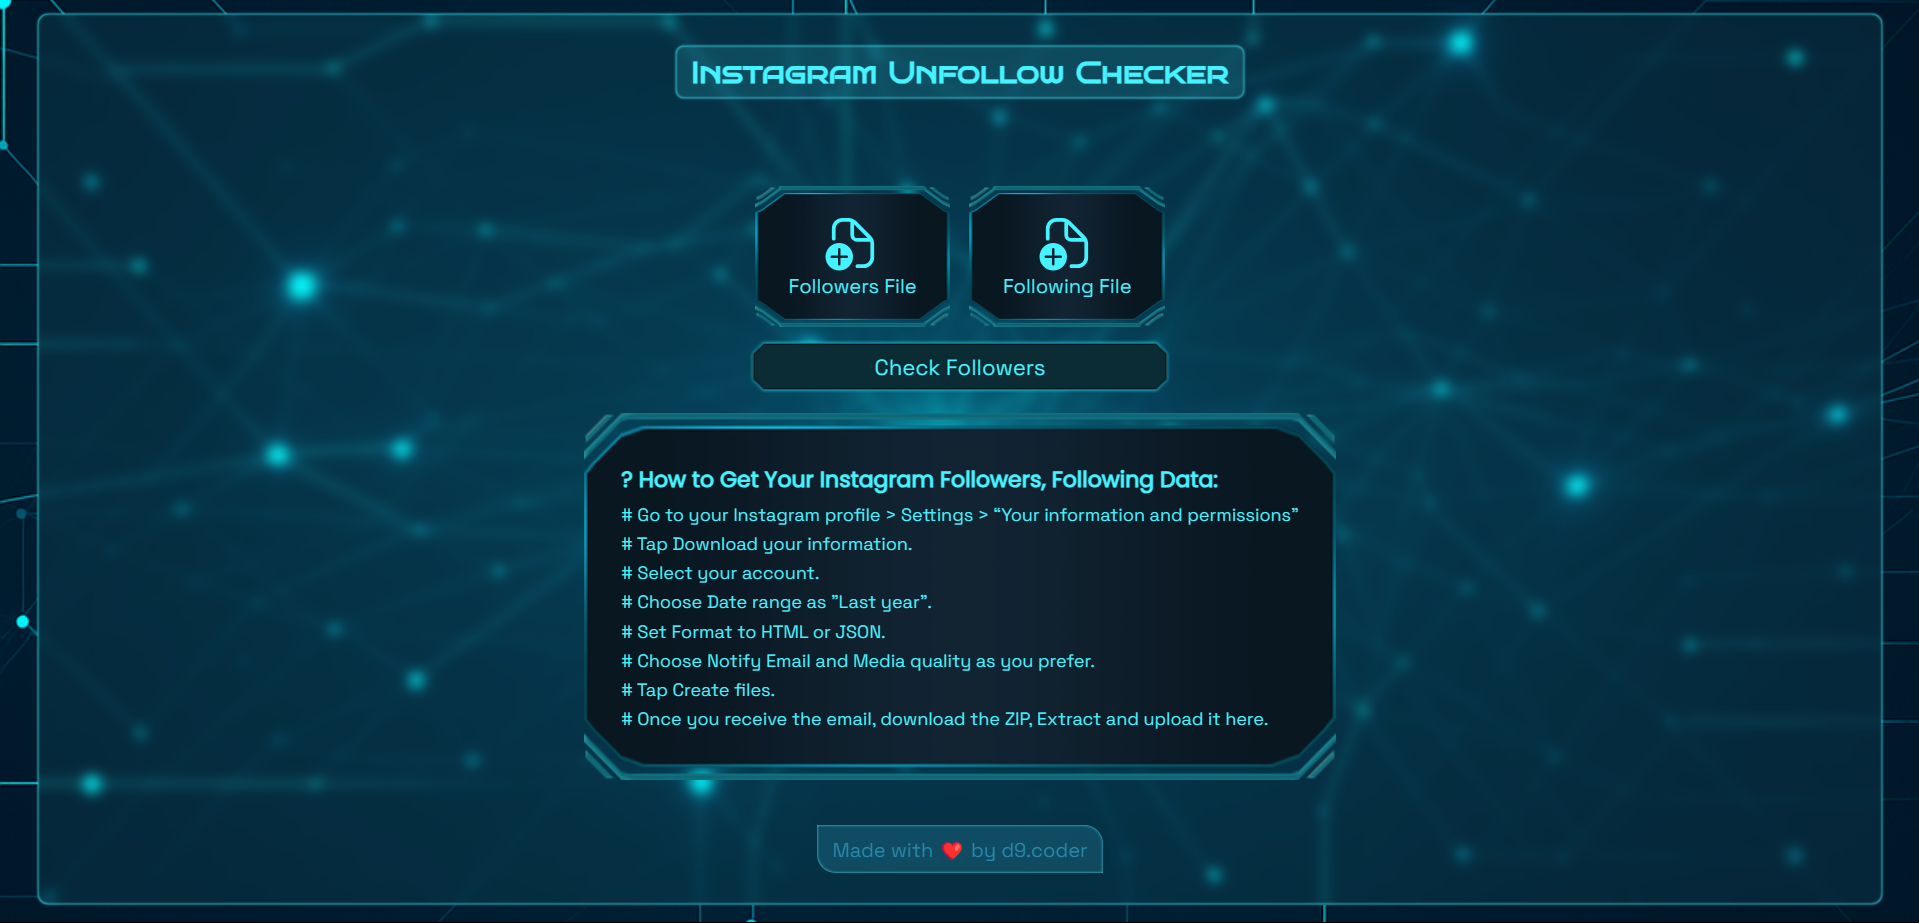 Instagram Unfollow Checker
Followers File
Following File
Check Followers
? How to Get Your Instagram Followers, Following Data:
# Go to your Instagram profile > Settings > “Your information and permissions”
# Tap Download your information.
# Select your account.
# Choose Date range as ”Last year”.
# Set Format to HTML or JSON.
# Choose Notify Email and Media quality as you prefer.
# Tap Create files.
# Once you receive the email, download the ZIP, Extract and upload it here.
Made with ❤️ by d9.coder